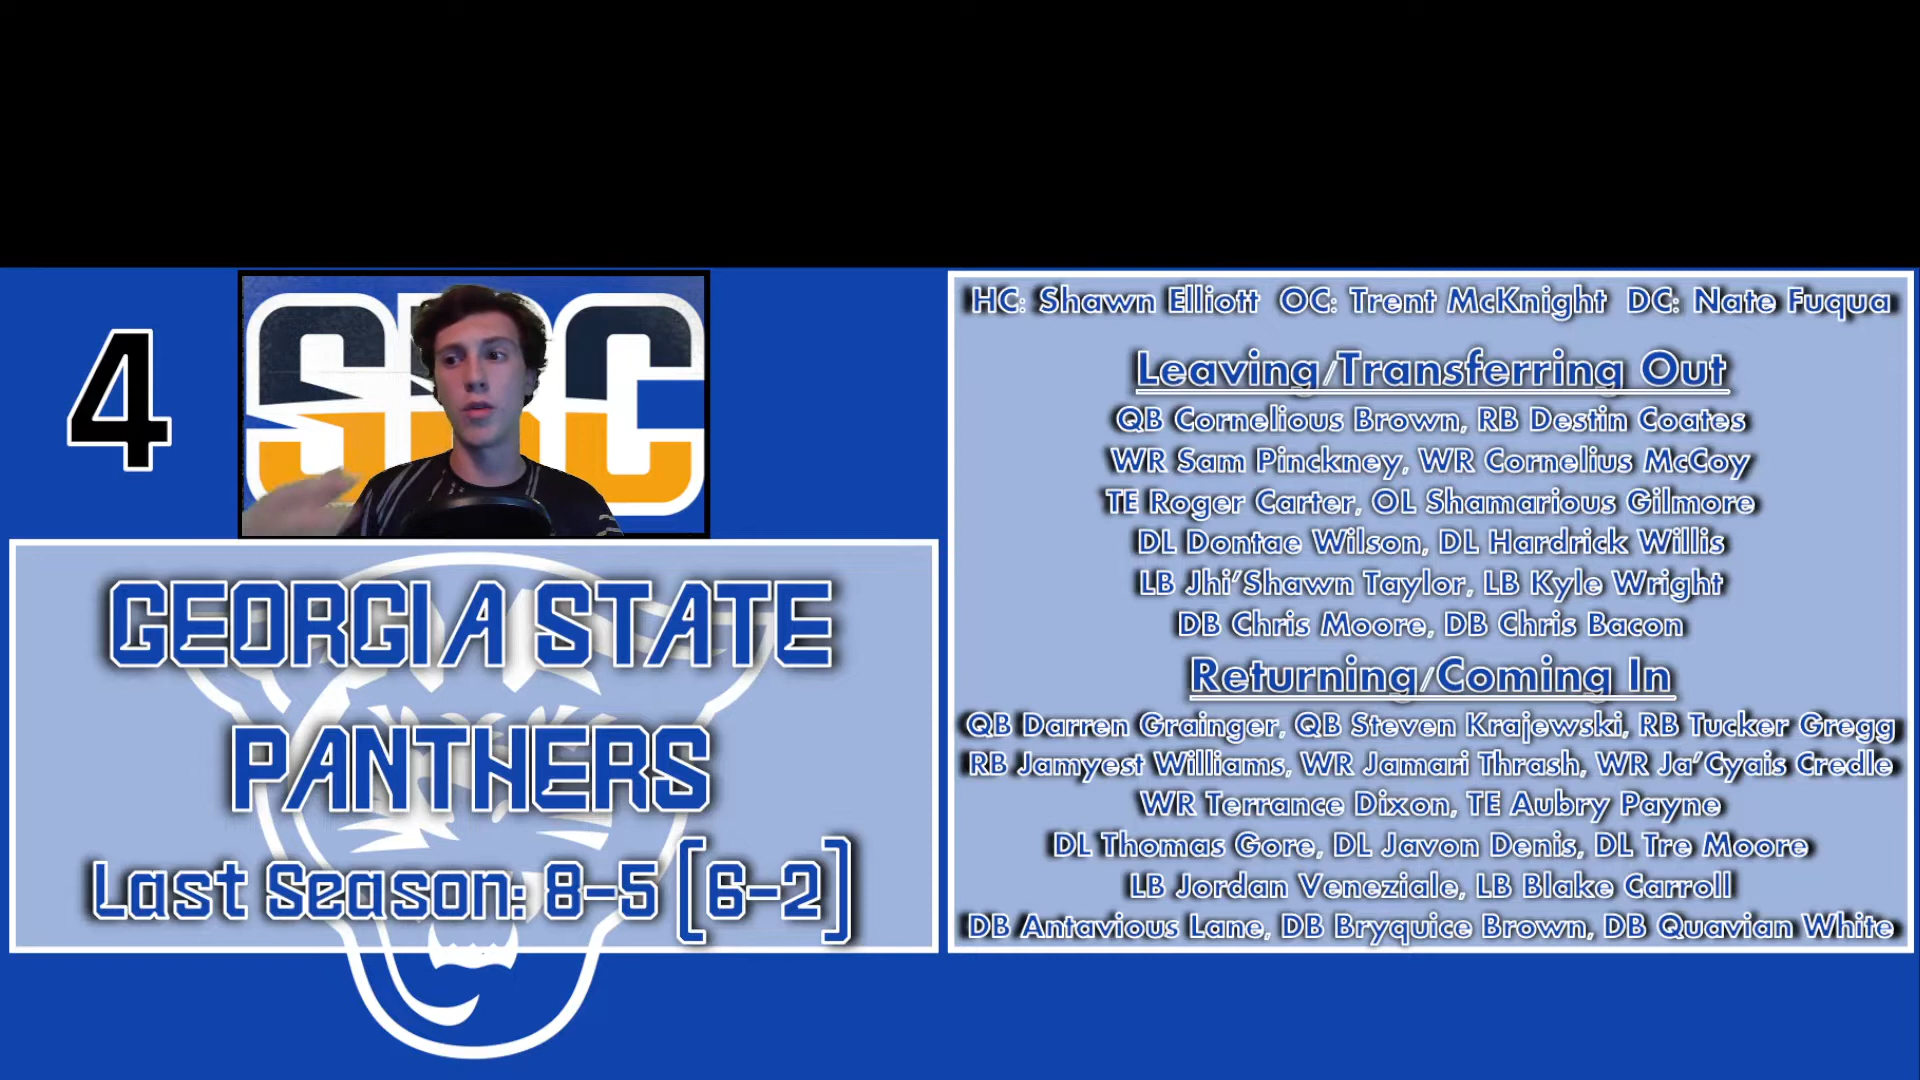 4
SBC
GEORGIA STATE
PANTHERS
Last Season: 8-5 [6-2]
HC: Shawn Elliott OC: Trent McKnight DC: Nate Fuqua
Leaving/Transferring Out
QB Cornelious Brown, RB Destin Coates
WR Sam Pinckney, WR Cornelius McCoy
TE Roger Carter, OL Shamarious Gilmore
DL Dontae Wilson, DL Hardrick Willis
LB Jhi'Shawn Taylor, LB Kyle Wright
DB Chris Moore, DB Chris Bacon
Returning/Coming In
QB Darren Grainger, QB Steven Krajewski, RB Tucker Gregg
RB Jamyest Williams, WR Jamari Thrash, WR Ja'Cyais Credle
WR Terrance Dixon, TE Aubry Payne
DL Thomas Gore, DL Javon Denis, DL Tre Moore
LB Jordan Veneziale, LB Blake Carroll
DB Antavious Lane, DB Bryquice Brown, DB Quavian White